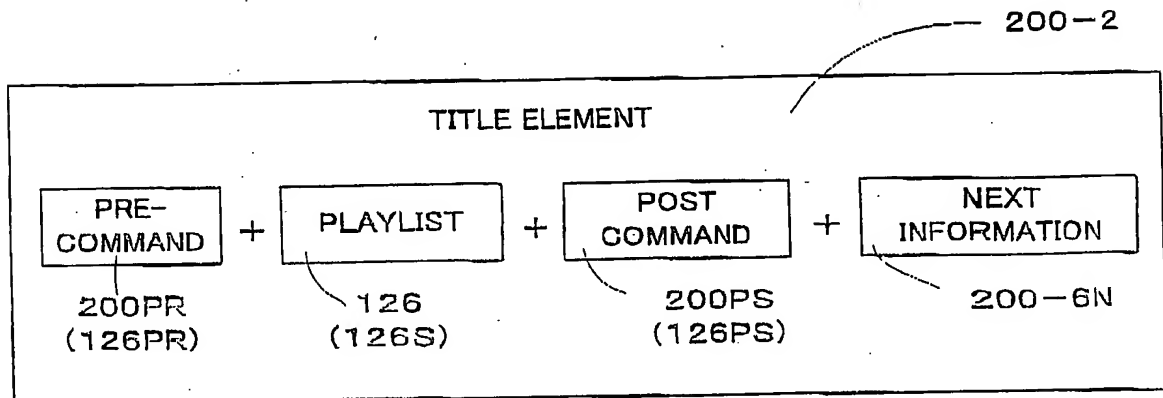 200-2
TITLE ELEMENT
PRE-
COMMAND
+
PLAYLIST
+
POST
COMMAND
+
NEXT
INFORMATION
200PR
(126PR)
126
(126S)
200PS
(126PS)
200-6N